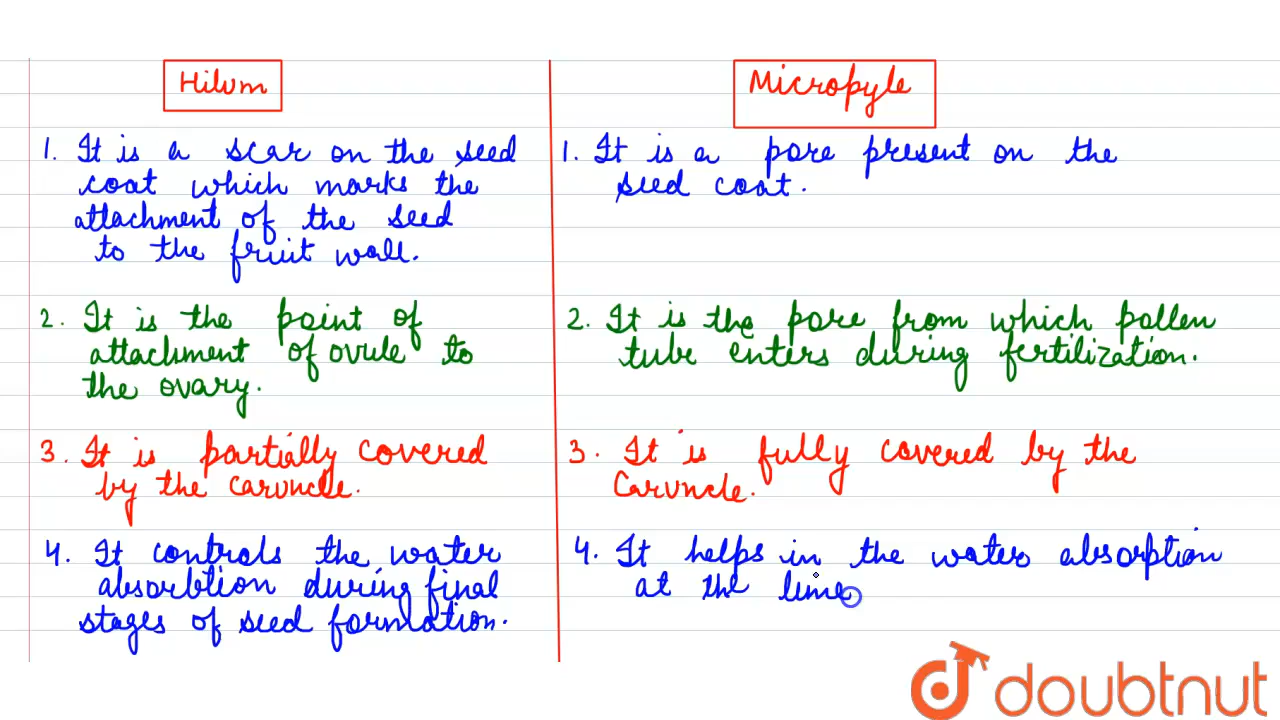 Hilum
1. It is a scar on the seed
coat which marks the
attachment of the seed
to the fruit wall.
2. It is the point of
attachment of ovule to
the ovary.
3. It is partially covered
by the caruncle.
4. It controls the water
absorbtion during final
stages of seed formation.
Micropyle
1. It is a pore present on the
seed coat.
2. It is the pore from which pollen
tube enters during fertilization.
3. It is fully covered by the
Caruncle.
4. It helps in the water absorption
at the time
doubtnut